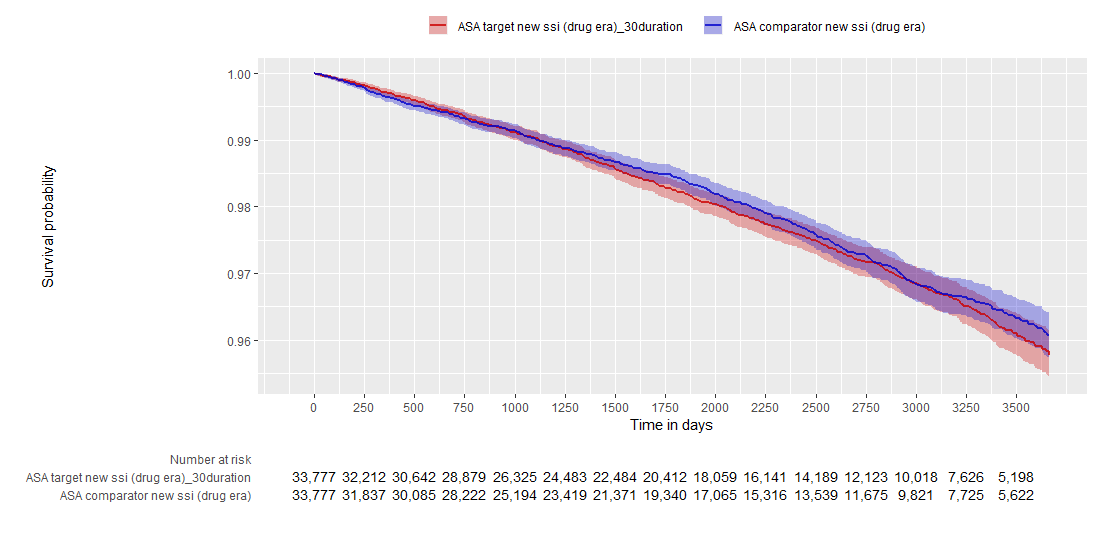 ASA target new ssi (drug era)_30duration ASA comparator new ssi (drug era)
Survival probability
1.00
0.99
0.98
0.97
0.96
0 250 500 750 1000 1250 1500 1750 2000 2250 2500 2750 3000 3250 3500
Time in days
Number at risk
ASA target new ssi (drug era)_30duration 33,777 32,212 30,642 28,879 26,325 24,483 22,484 20,412 18,059 16,141 14,189 12,123 10,018 7,626 5,198
ASA comparator new ssi (drug era) 33,777 31,837 30,085 28,222 25,194 23,419 21,371 19,340 17,065 15,316 13,539 11,675 9,821 7,725 5,622